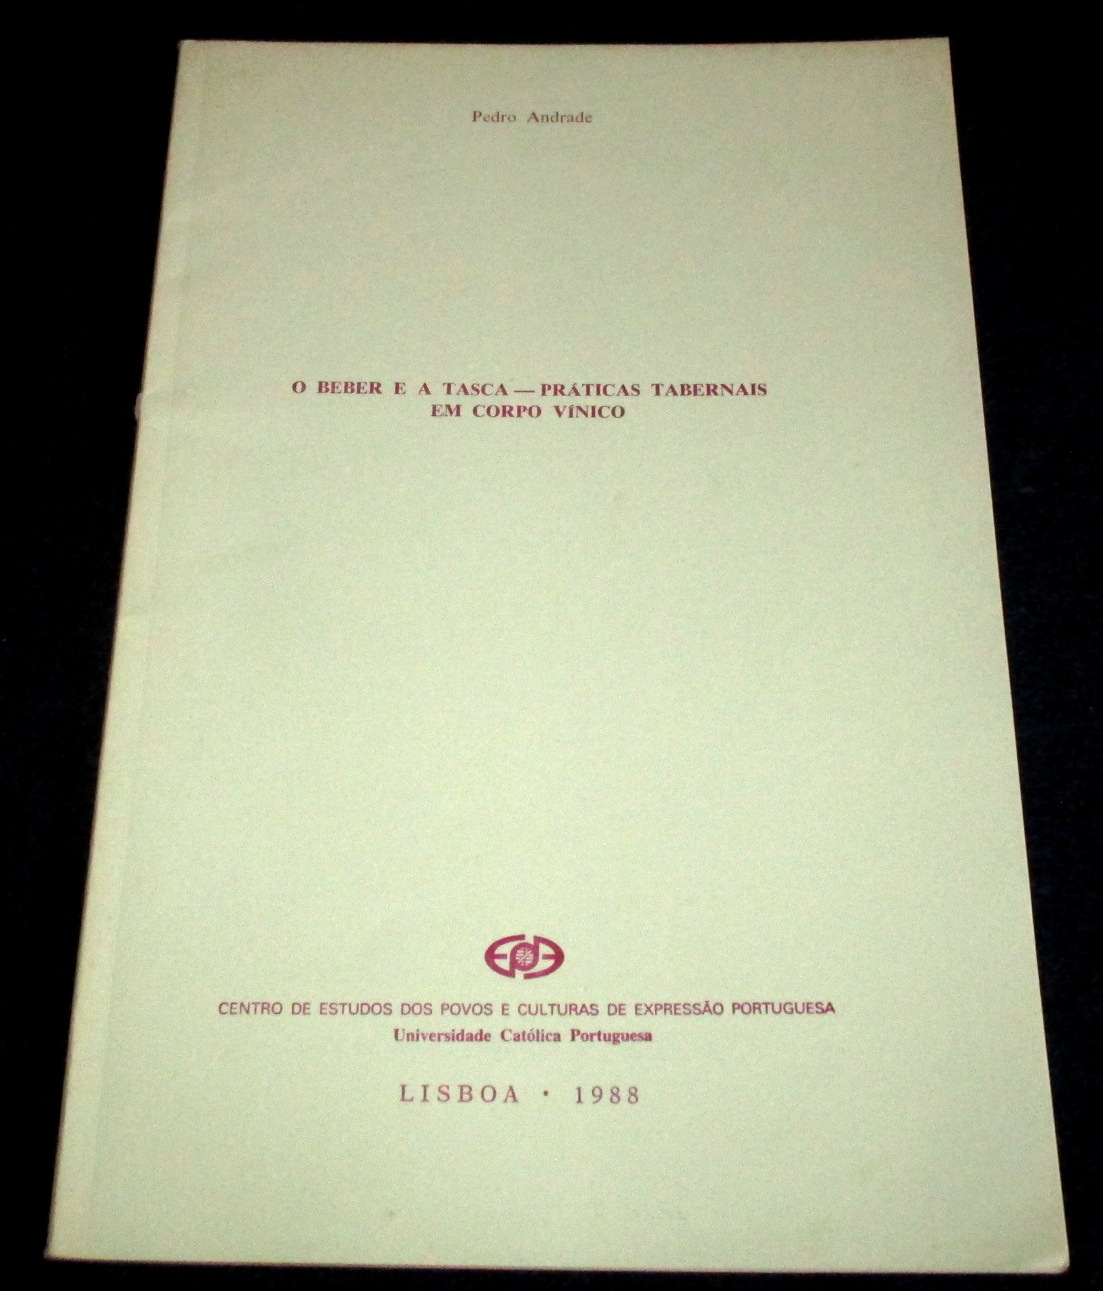 Pedro Andrade
O BEBER E A TASCA — PRÁTICAS TABERNAIS
EM CORPO VÍNICO
CENTRO DE ESTUDOS DOS POVOS E CULTURAS DE EXPRESSÃO PORTUGUESA
Universidade Católica Portuguesa
LISBOA · 1988